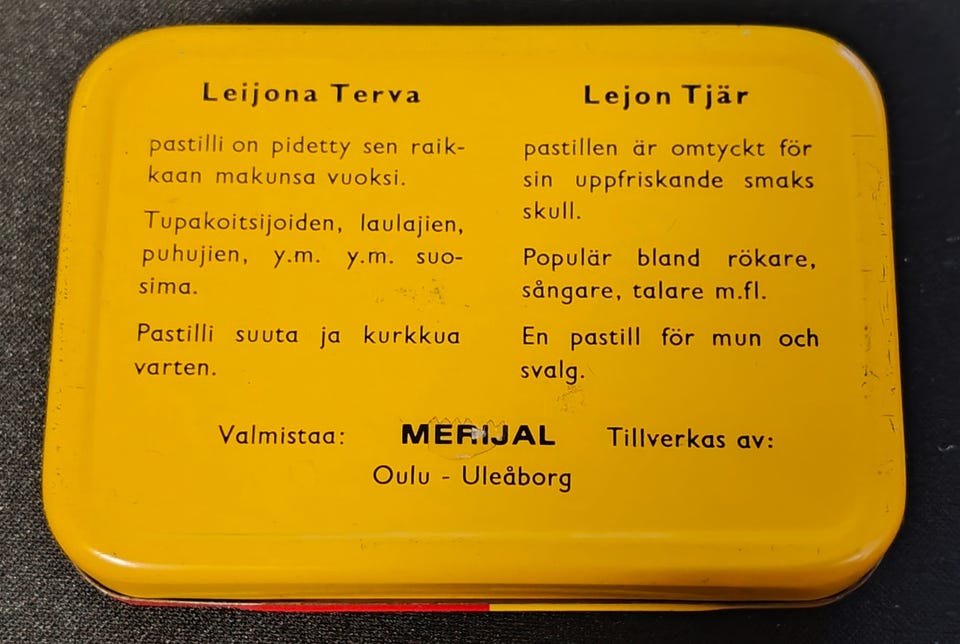 Leijona Terva
pastilli on pidetty sen raik-
kaan makunsa vuoksi.
Tupakoitsijoiden, laulajien,
puhujien, y.m. y.m. suo-
sima.
Pastilli suuta ja kurkkua
varten.
Lejon Tjär
pastillen är omtyckt för
sin uppfriskande smaks
skull.
Populär bland rökare,
sångare, talare m.fl.
En pastill för mun och
svalg.
Valmistaa: MERIJAL Tillverkas av:
Oulu - Uleåborg